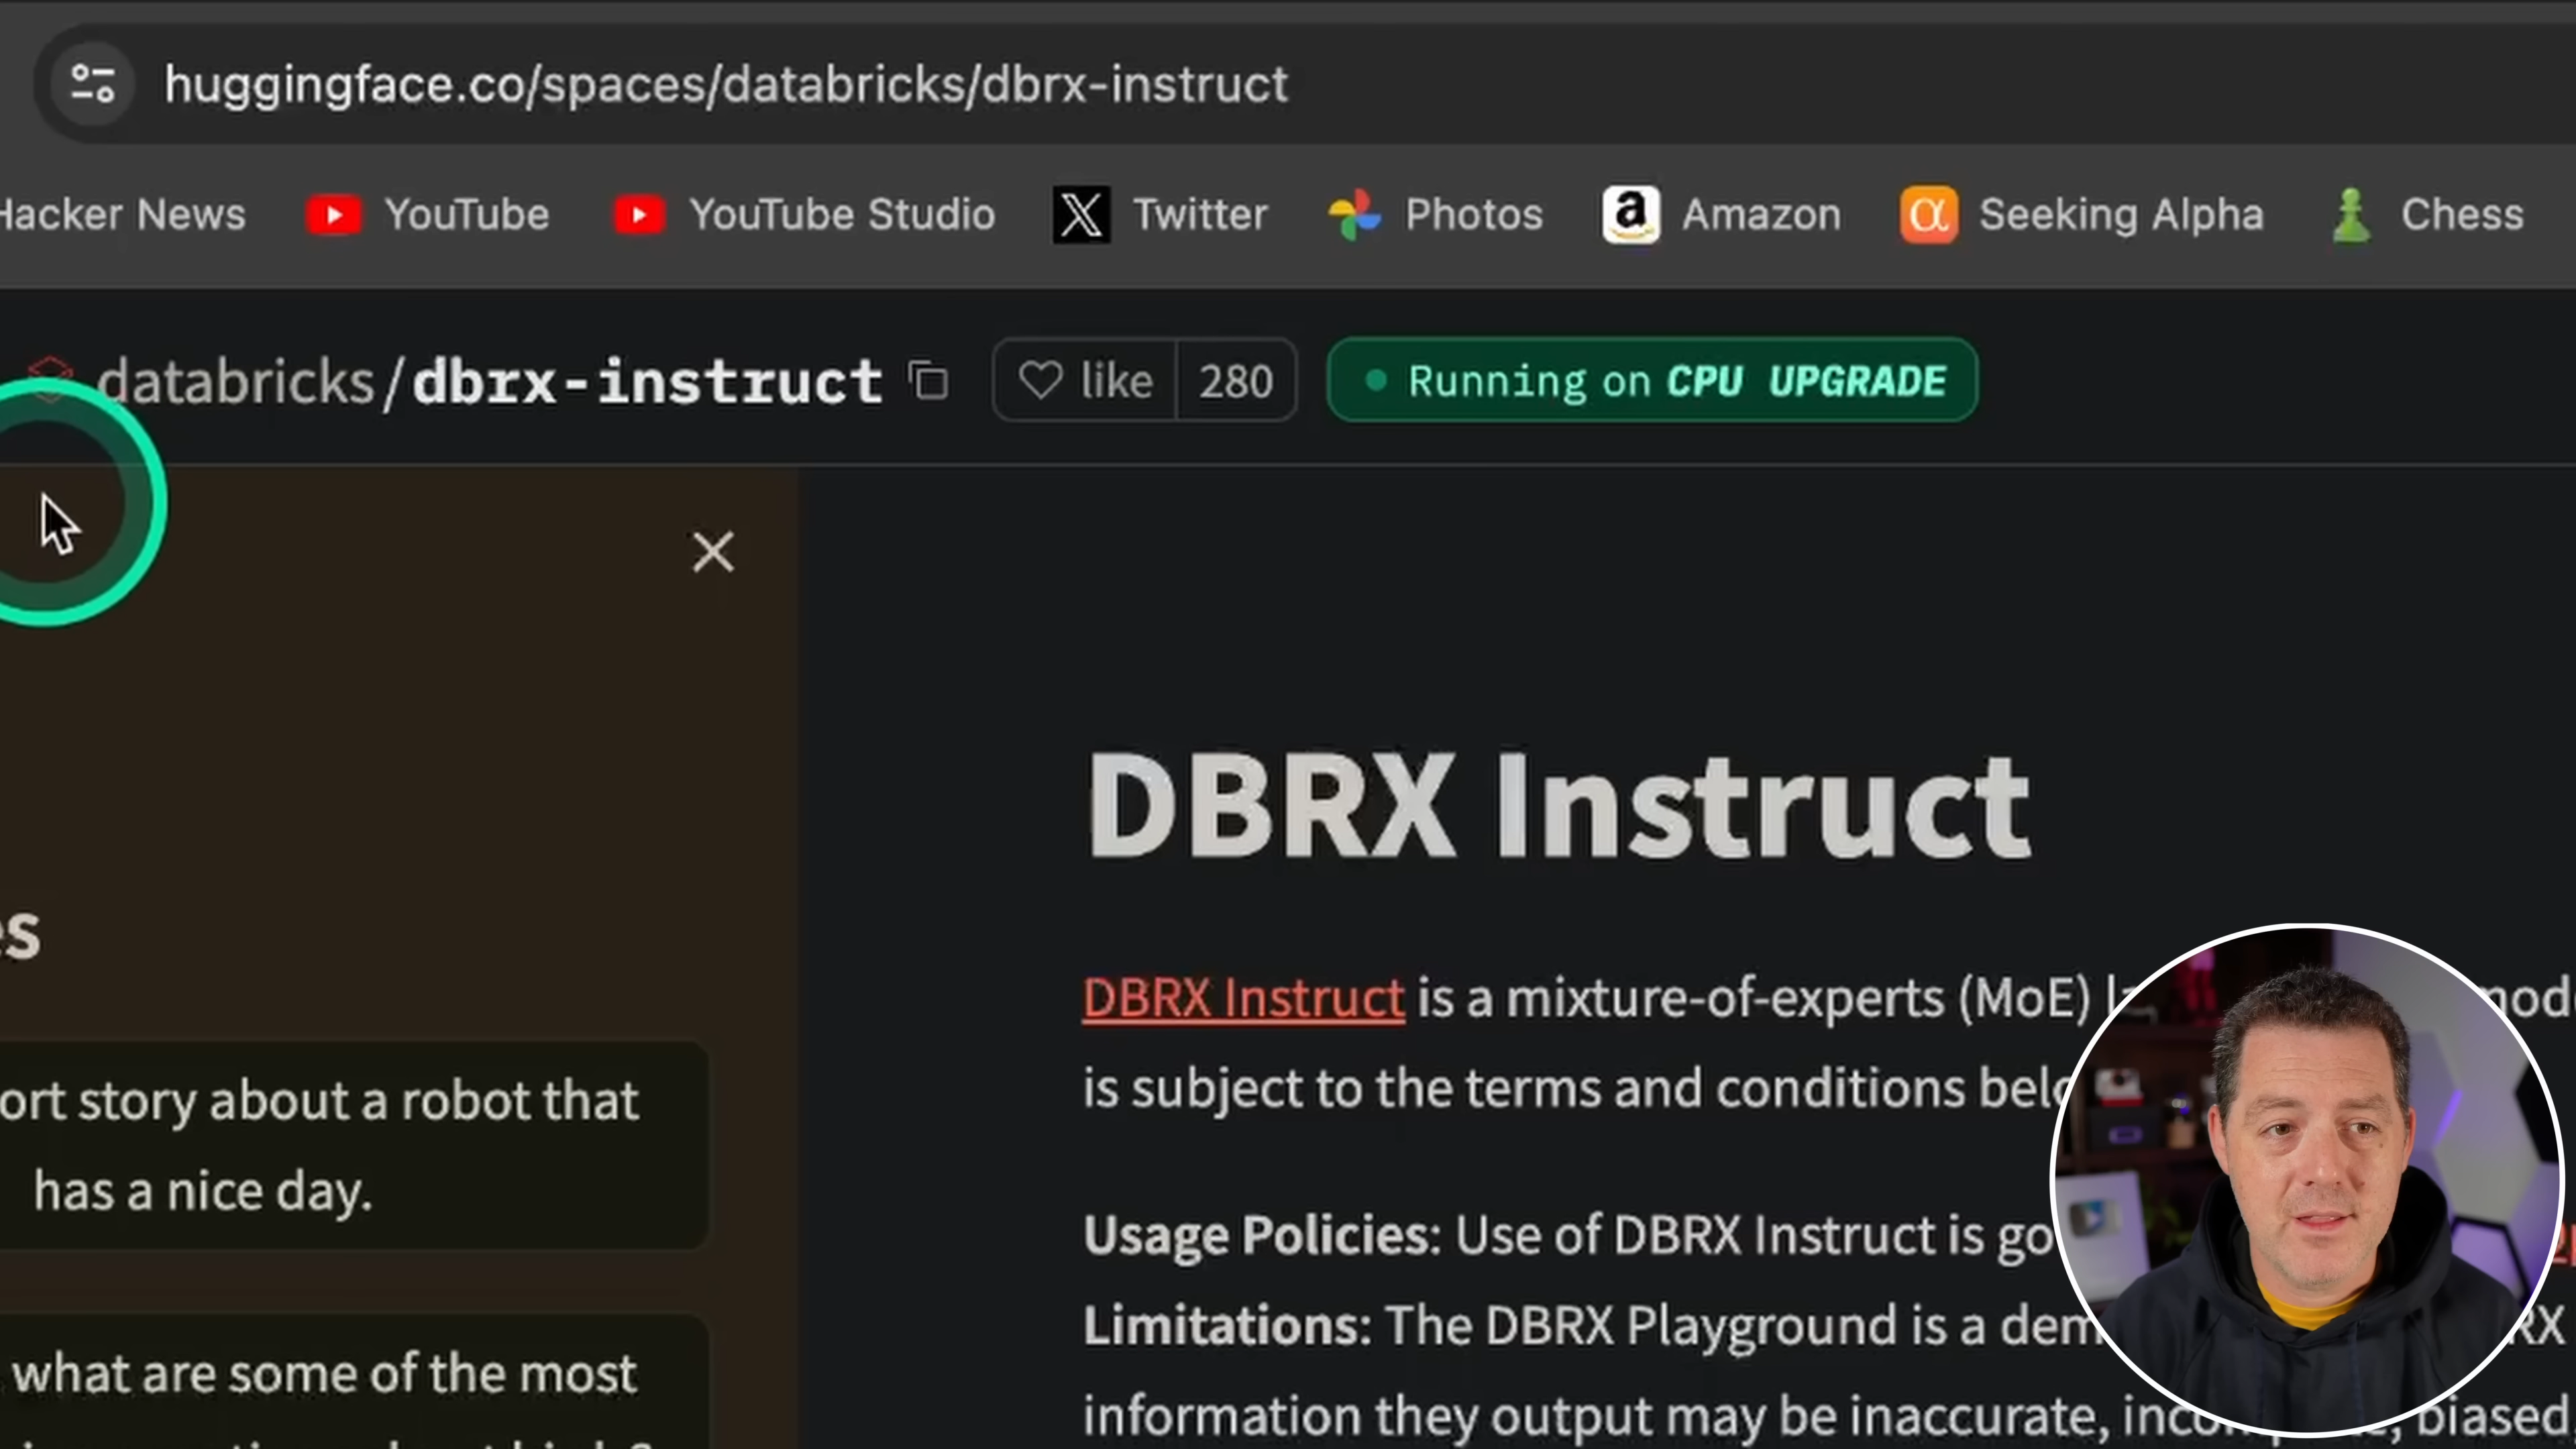 huggingface.co/spaces/databricks/dbrx-instruct
Hacker News YouTube YouTube Studio Twitter Photos Amazon Seeking Alpha Chess
databricks/dbrx-instruct like 280 Running on CPU UPGRADE
DBRX Instruct
es
DBRX Instruct is a mixture-of-experts (MoE)
is subject to the terms and conditions
ort story about a robot that
has a nice day.
Usage Policies: Use of DBRX Instruct is
Limitations: The DBRX Playground is a
what are some of the most
information they output may be inaccurate, biased